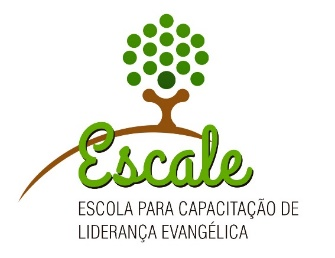 Escale
ESCOLA PARA CAPACITAÇÃO DE
LIDERANÇA EVANGÉLICA